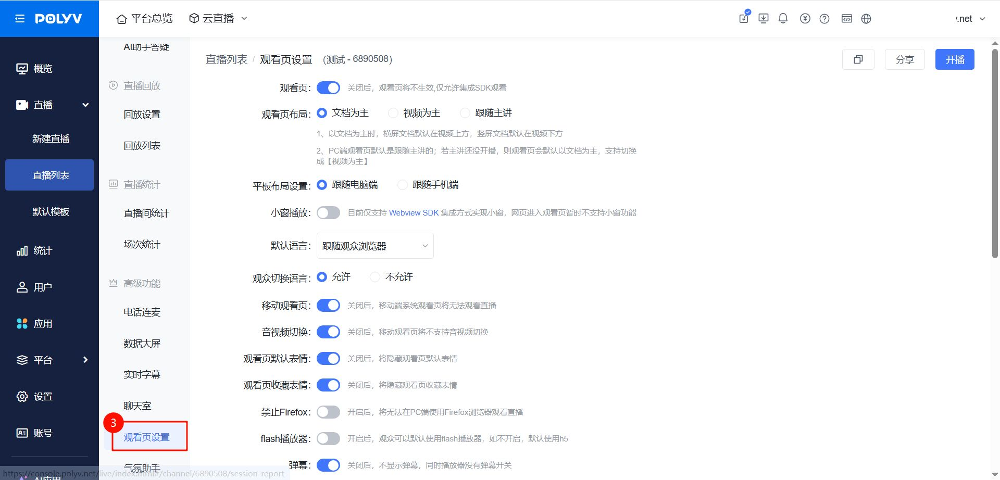 POLYV
平台总览
云直播
.net
概览
直播
新建直播
直播列表
默认模板
统计
用户
应用
平台
设置
账号
AI应用
AI助手答疑
直播回放
回放设置
回放列表
直播统计
直播间统计
场次统计
高级功能
电话连麦
数据大屏
实时字幕
聊天室
3
观看页设置
气氛助手
直播列表 / 观看页设置 (测试 - 6890508)
分享
开播
观看页: 关闭后，观看页将不生效,仅允许集成SDK观看
观看页布局: 文档为主 视频为主 跟随主讲
1、以文档为主时，横屏文档默认在视频上方，竖屏文档默认在视频下方
2、PC端观看页默认是跟随主讲的；若主讲还没开播，则观看页会默认以文档为主，支持切换
成【视频为主】
平板布局设置: 跟随电脑端 跟随手机端
小窗播放: 目前仅支持 Webview SDK 集成方式实现小窗，网页进入观看页暂时不支持小窗功能
默认语言: 跟随观众浏览器
观众切换语言: 允许 不允许
移动观看页: 关闭后，移动端系统观看页将无法观看直播
音视频切换: 关闭后，移动观看页将不支持音视频切换
观看页默认表情: 关闭后，将隐藏观看页默认表情
观看页收藏表情: 关闭后，将隐藏观看页收藏表情
禁止Firefox: 开启后，将无法在PC端使用Firefox浏览器观看直播
flash播放器: 开启后，观众可以默认使用flash播放器，如不开启，默认使用h5
弹幕: 关闭后，不显示弹幕，同时播放器没有弹幕开关
https://console.polyv.net/live/index.html#/channel/6890508/session-report